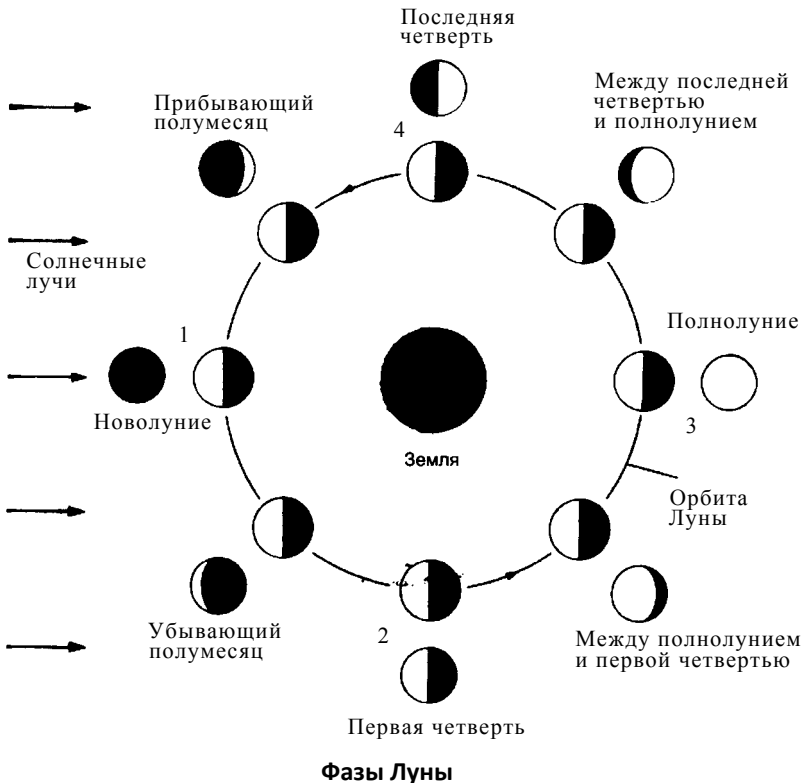 Последняя
четверть
Между последней
четвертью
и полнолунием
Прибывающий
полумесяц
4
Солнечные
лучи
1
Полнолуние
Новолуние
3
Земля
Орбита
Луны
Убывающий
полумесяц
2
Между полнолунием
и первой четвертью
Первая четверть
Фазы Луны